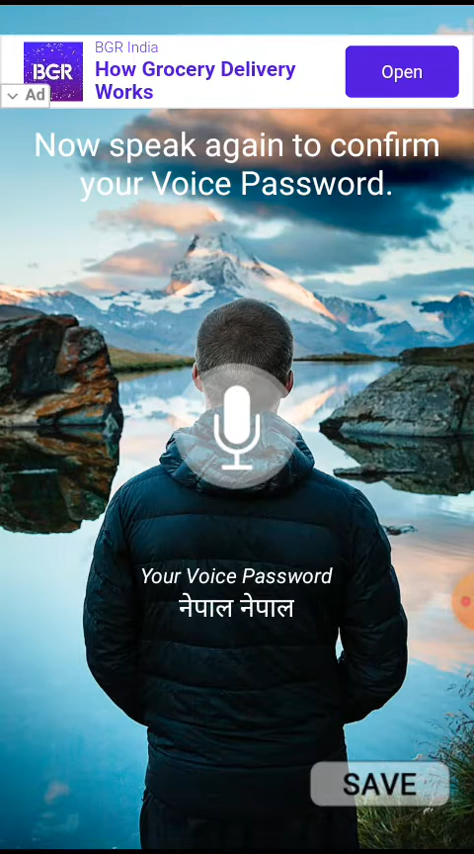 BGR India
BGR
How Grocery Delivery
Works
Open
Ad
Now speak again to confirm
your Voice Password.
Your Voice Password
नेपाल नेपाल
SAVE